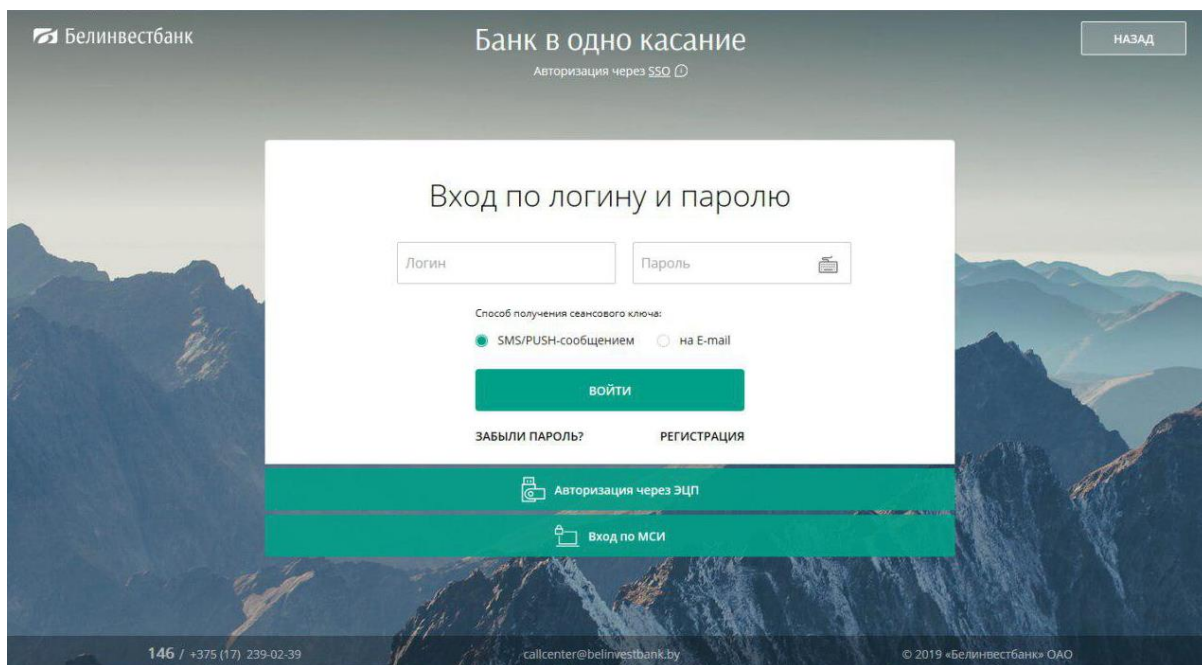 Белинвестбанк
Банк в одно касание
НАЗАД
Авторизация через SSO
Вход по логину и паролю
Логин
Пароль
Способ получения сеансового ключа:
SMS/PUSH-сообщением
на E-mail
ВОЙТИ
ЗАБЫЛИ ПАРОЛЬ?
РЕГИСТРАЦИЯ
Авторизация через ЭЦП
Вход по МСИ
146 / +375 (17) 239-02-39
callcenter@belinvestbank.by
© 2019 «Белинвестбанк» ОАО